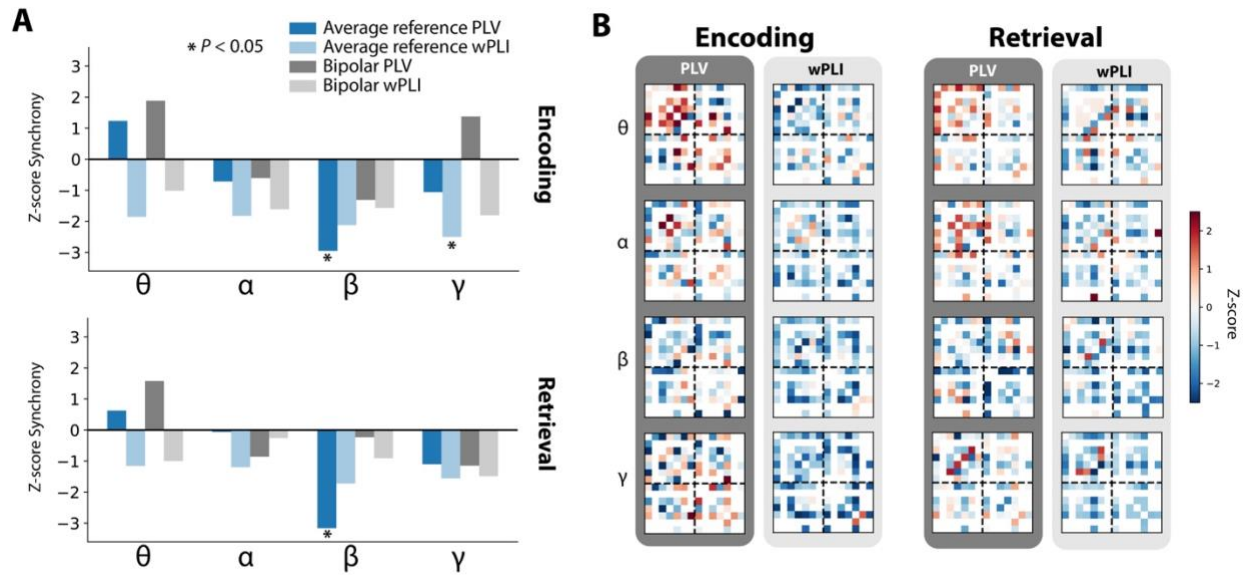 A
* P < 0.05
Average reference PLV
Average reference wPLI
Bipolar PLV
Bipolar wPLI
Z-score Synchrony
3
2
1
0
−1
−2
−3
*
*
θ
α
β
γ
Encoding
Z-score Synchrony
3
2
1
0
−1
−2
−3
*
θ
α
β
γ
Retrieval
B
Encoding
Retrieval
PLV
wPLI
PLV
wPLI
θ
α
β
γ
2
1
0
−1
−2
Z-score